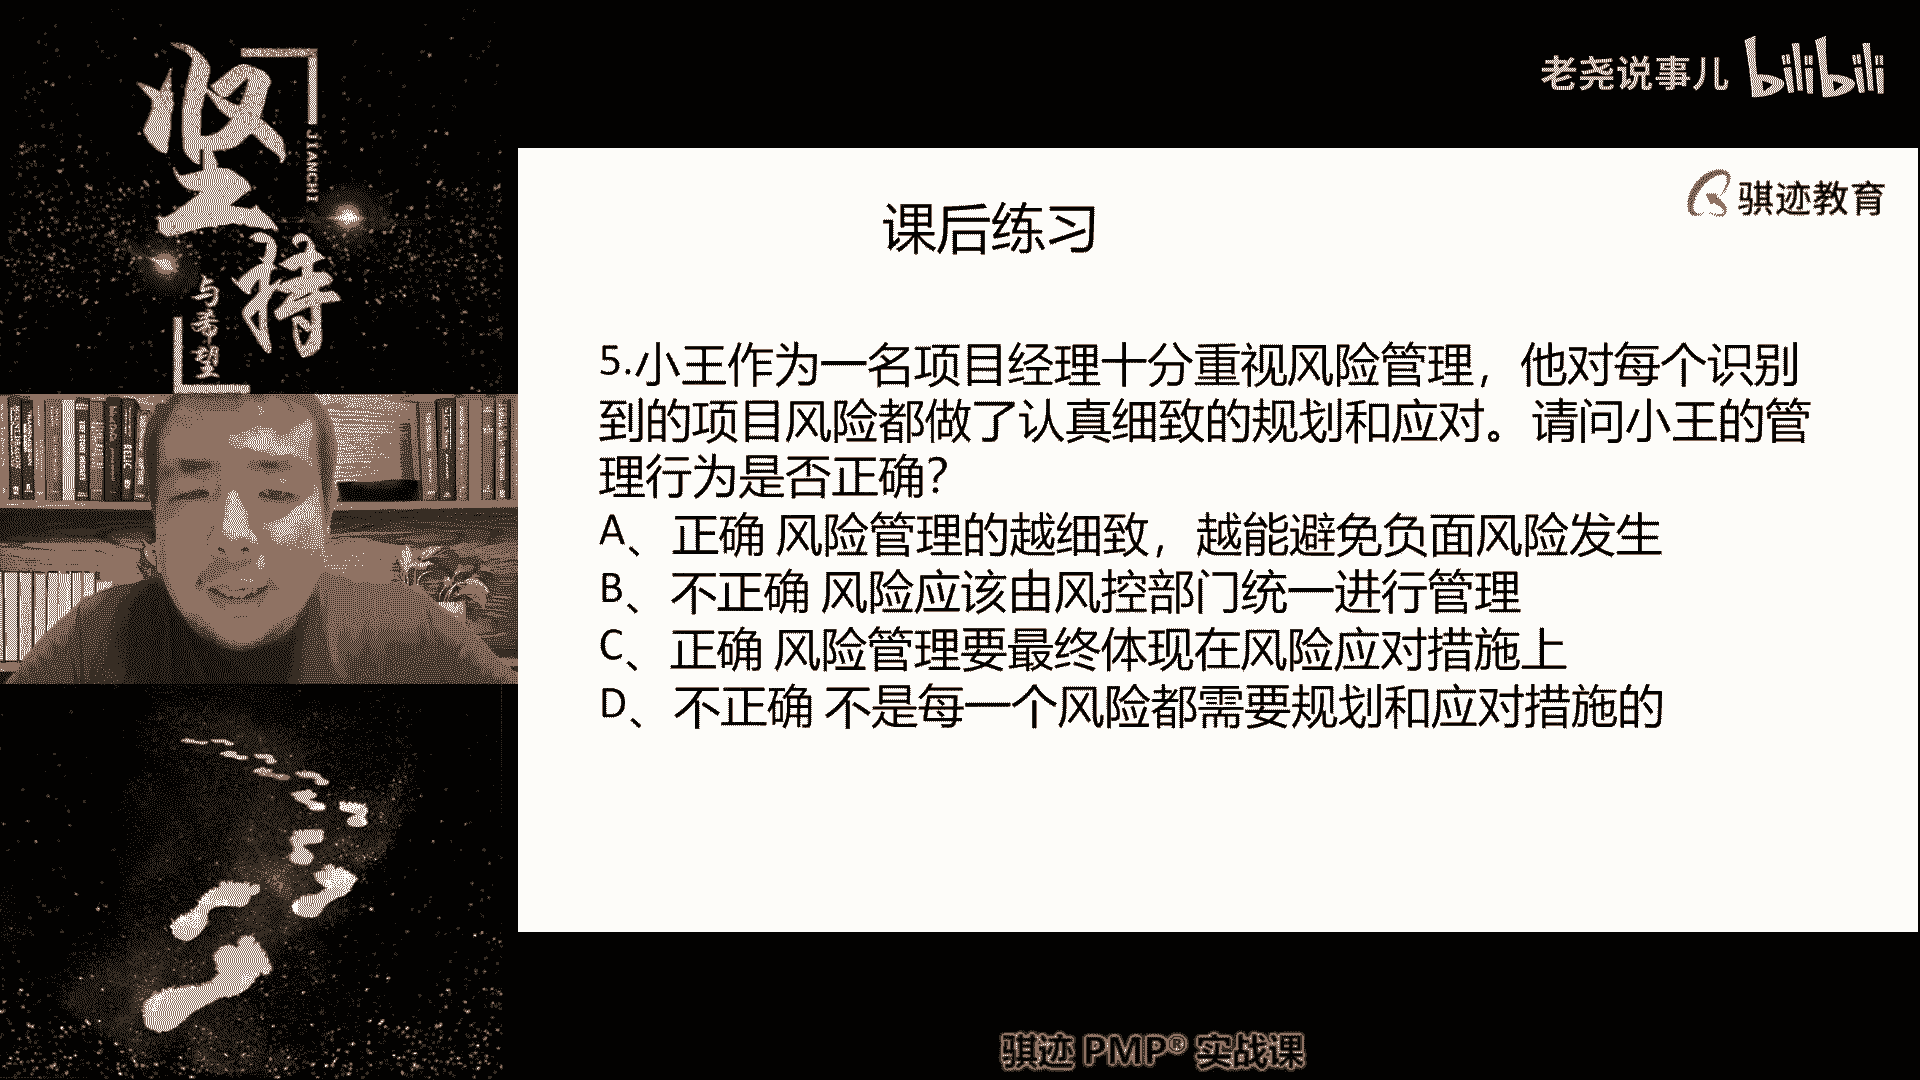 坚持
JIANCHI
与希望
老尧说事儿 bilibili
骐迹教育
课后练习
5.小王作为一名项目经理十分重视风险管理，他对每个识别
到的项目风险都做了认真细致的规划和应对。请问小王的管
理行为是否正确？
A、正确 风险管理的越细致，越能避免负面风险发生
B、不正确 风险应该由风控部门统一进行管理
C、正确 风险管理要最终体现在风险应对措施上
D、不正确 不是每一个风险都需要规划和应对措施的
骐迹 PMP® 实战课